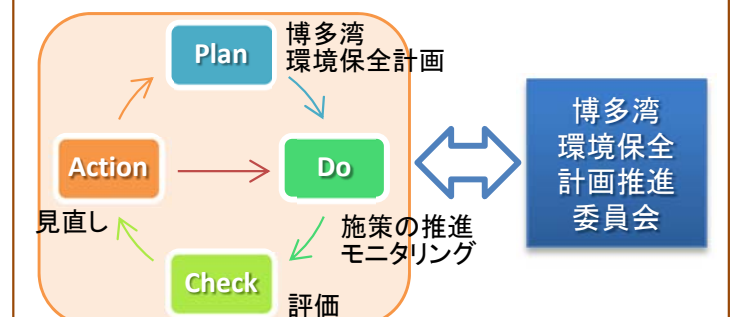 Plan
博多湾
環境保全計画
Action
Do
見直し
施策の推進
モニタリング
Check
評価
博多湾
環境保全
計画推進
委員会